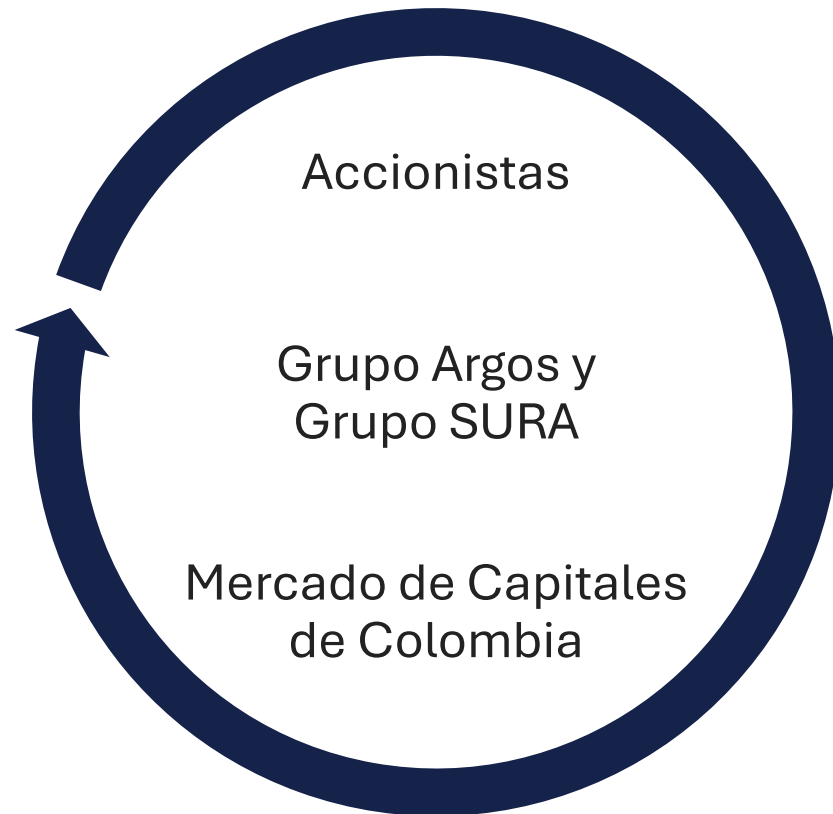 Accionistas
Grupo Argos y
Grupo SURA
Mercado de Capitales
de Colombia